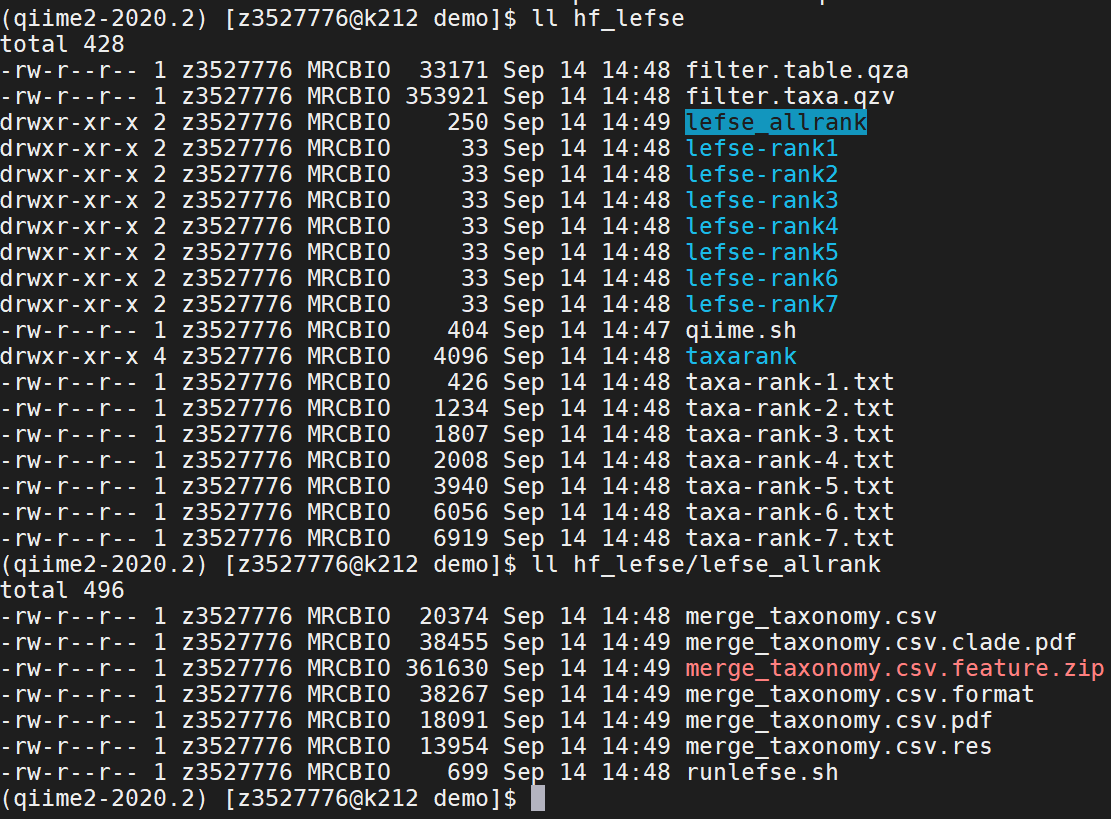 (qiime2-2020.2) [z3527776@k212 demo]$ ll hf_lefse
total 428
-rw-r--r-- 1 z3527776 MRCBIO  33171 Sep 14 14:48 filter.table.qza
-rw-r--r-- 1 z3527776 MRCBIO 353921 Sep 14 14:48 filter.taxa.qzv
drwxr-xr-x 2 z3527776 MRCBIO    250 Sep 14 14:49 lefse_allrank
drwxr-xr-x 2 z3527776 MRCBIO     33 Sep 14 14:48 lefse-rank1
drwxr-xr-x 2 z3527776 MRCBIO     33 Sep 14 14:48 lefse-rank2
drwxr-xr-x 2 z3527776 MRCBIO     33 Sep 14 14:48 lefse-rank3
drwxr-xr-x 2 z3527776 MRCBIO     33 Sep 14 14:48 lefse-rank4
drwxr-xr-x 2 z3527776 MRCBIO     33 Sep 14 14:48 lefse-rank5
drwxr-xr-x 2 z3527776 MRCBIO     33 Sep 14 14:48 lefse-rank6
drwxr-xr-x 2 z3527776 MRCBIO     33 Sep 14 14:48 lefse-rank7
-rw-r--r-- 1 z3527776 MRCBIO    404 Sep 14 14:47 qiime.sh
drwxr-xr-x 4 z3527776 MRCBIO   4096 Sep 14 14:48 taxarank
-rw-r--r-- 1 z3527776 MRCBIO    426 Sep 14 14:48 taxa-rank-1.txt
-rw-r--r-- 1 z3527776 MRCBIO   1234 Sep 14 14:48 taxa-rank-2.txt
-rw-r--r-- 1 z3527776 MRCBIO   1807 Sep 14 14:48 taxa-rank-3.txt
-rw-r--r-- 1 z3527776 MRCBIO   2008 Sep 14 14:48 taxa-rank-4.txt
-rw-r--r-- 1 z3527776 MRCBIO   3940 Sep 14 14:48 taxa-rank-5.txt
-rw-r--r-- 1 z3527776 MRCBIO   6056 Sep 14 14:48 taxa-rank-6.txt
-rw-r--r-- 1 z3527776 MRCBIO   6919 Sep 14 14:48 taxa-rank-7.txt
(qiime2-2020.2) [z3527776@k212 demo]$ ll hf_lefse/lefse_allrank
total 496
-rw-r--r-- 1 z3527776 MRCBIO  20374 Sep 14 14:48 merge_taxonomy.csv
-rw-r--r-- 1 z3527776 MRCBIO  38455 Sep 14 14:49 merge_taxonomy.csv.clade.pdf
-rw-r--r-- 1 z3527776 MRCBIO 361630 Sep 14 14:49 merge_taxonomy.csv.feature.zip
-rw-r--r-- 1 z3527776 MRCBIO  38267 Sep 14 14:49 merge_taxonomy.csv.format
-rw-r--r-- 1 z3527776 MRCBIO  18091 Sep 14 14:49 merge_taxonomy.csv.pdf
-rw-r--r-- 1 z3527776 MRCBIO  13954 Sep 14 14:49 merge_taxonomy.csv.res
-rw-r--r-- 1 z3527776 MRCBIO    699 Sep 14 14:48 runlefse.sh
(qiime2-2020.2) [z3527776@k212 demo]$